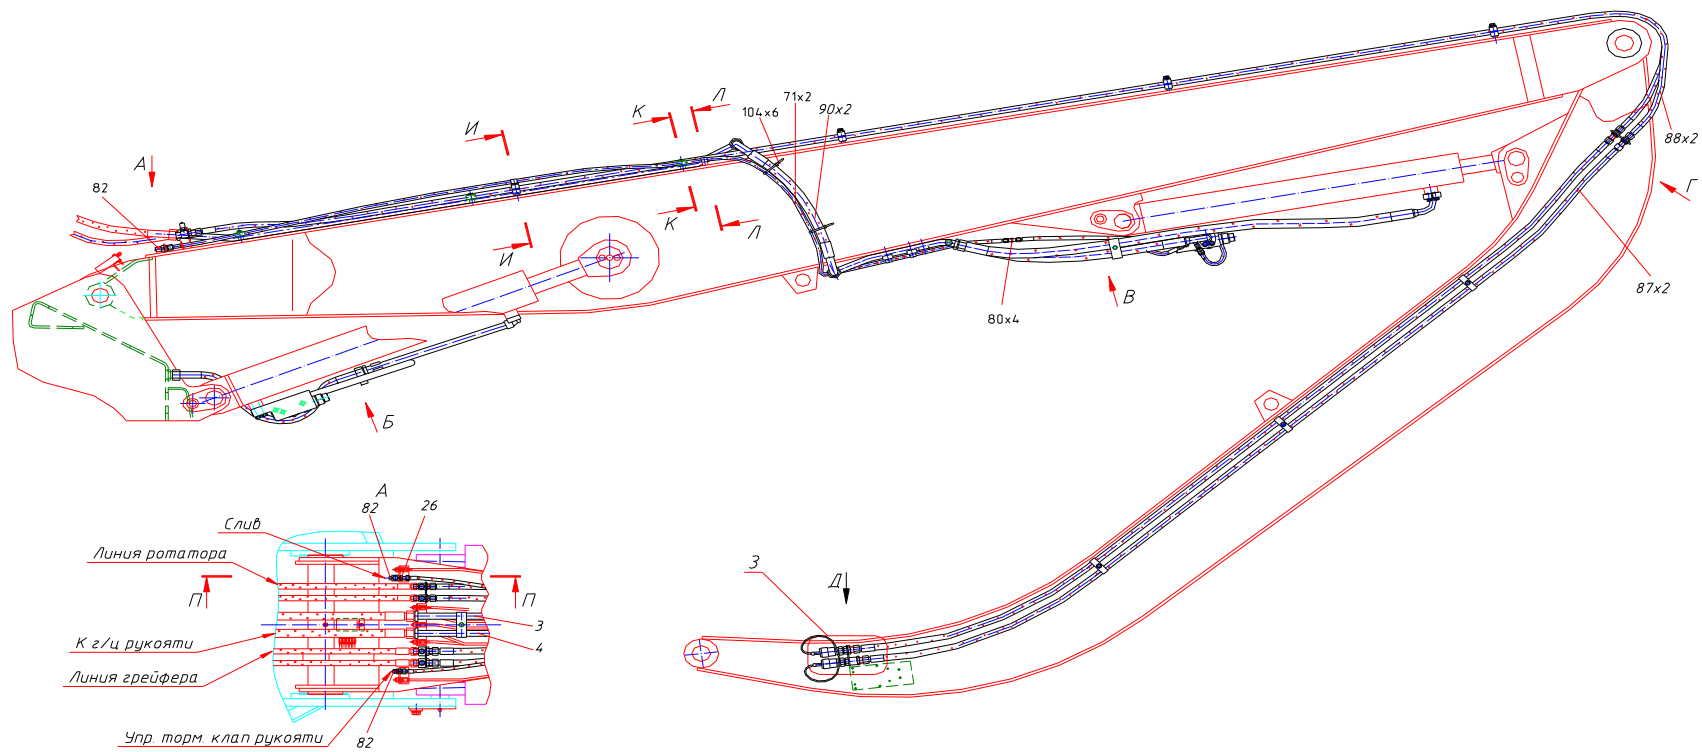 К
Л
71х2
104х6
90х2
И
88х2
А
82
Г
К
Л
И
В
87х2
80х4
Б
А
82
26
Слив
Линия ротатора
З
Д
П
П
3
К г/ц рукояти
4
Линия грейфера
Упр. торм. клап рукояти
82